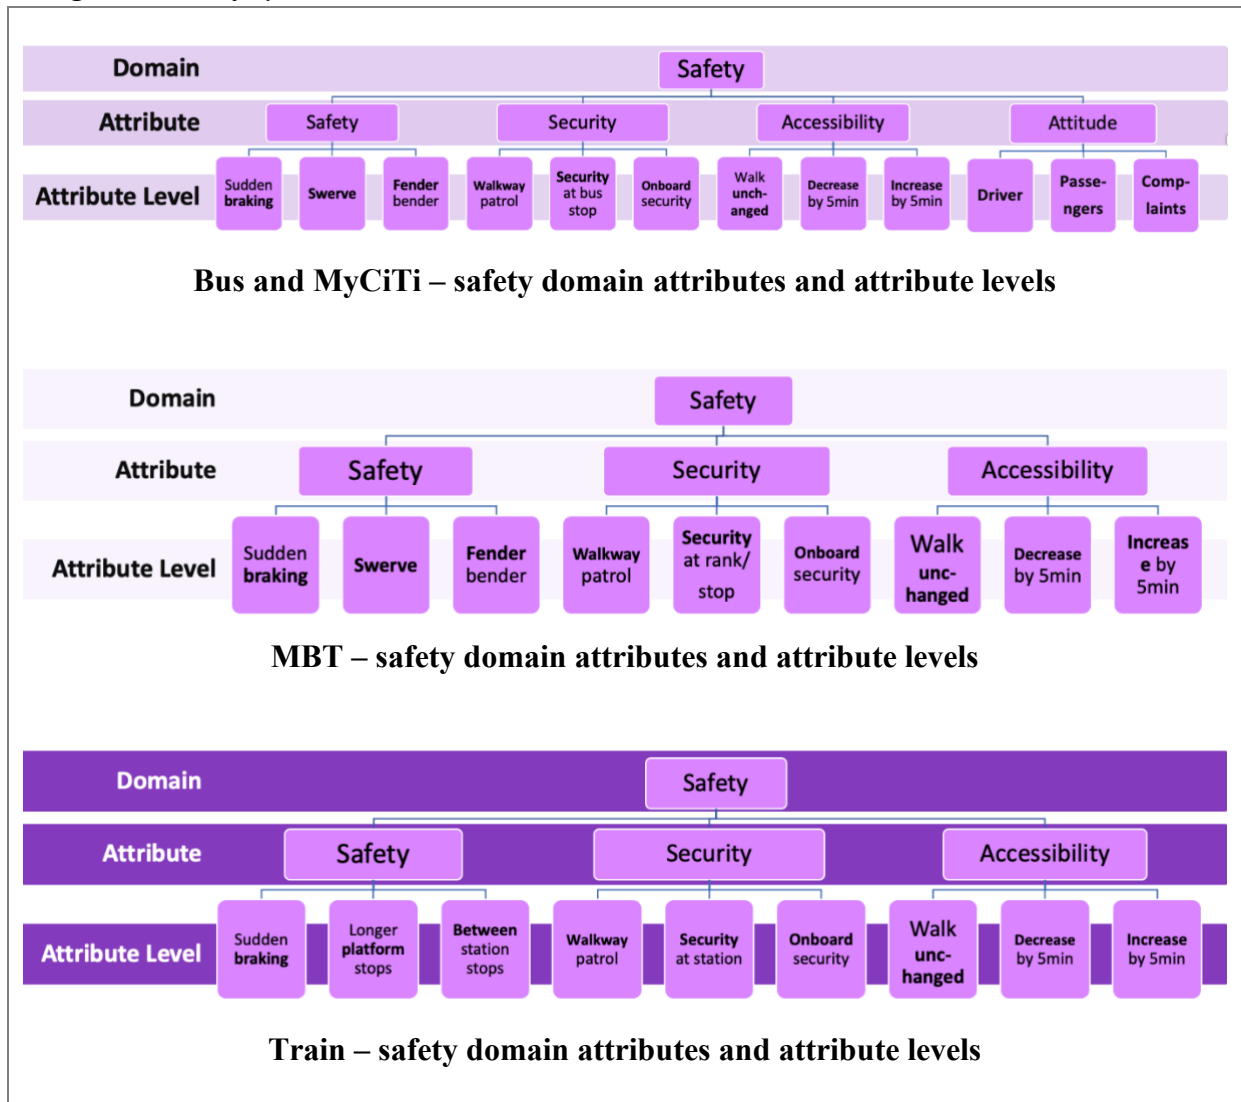 Domain
Safety
Attribute
Safety
Security
Accessibility
Attitude
Attribute Level
Sudden
braking
Swerve
Fender
bender
Walkway
patrol
Security
at bus
stop
Onboard
security
Walk
unch-
anged
Decrease
by 5min
Increase
by 5min
Driver
Passe-
ngers
Comp-
laints
Bus and MyCiTi – safety domain attributes and attribute levels
Domain
Safety
Attribute
Safety
Security
Accessibility
Attribute Level
Sudden
braking
Swerve
Fender
bender
Walkway
patrol
Security
at rank/
stop
Onboard
security
Walk
unc-
hanged
Decrease
by 5min
Increas
e by
5min
MBT – safety domain attributes and attribute levels
Domain
Safety
Attribute
Safety
Security
Accessibility
Attribute Level
Sudden
braking
Longer
platform
stops
Between
station
stops
Walkway
patrol
Security
at station
Onboard
security
Walk
unc-
hanged
Decrease
by 5min
Increase
by 5min
Train – safety domain attributes and attribute levels